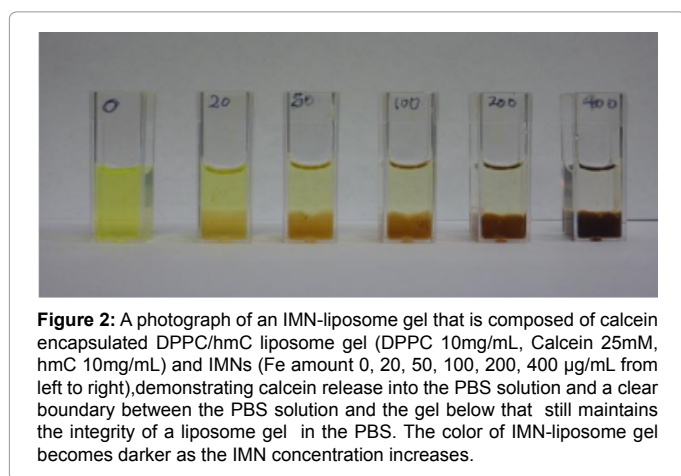 0 20 50 100 200 400
Figure 2: A photograph of an IMN-liposome gel that is composed of calcein
encapsulated DPPC/hmC liposome gel (DPPC 10mg/mL, Calcein 25mM,
hmC 10mg/mL) and IMNs (Fe amount 0, 20, 50, 100, 200, 400 µg/mL from
left to right),demonstrating calcein release into the PBS solution and a clear
boundary between the PBS solution and the gel below that still maintains
the integrity of a liposome gel in the PBS. The color of IMN-liposome gel
becomes darker as the IMN concentration increases.